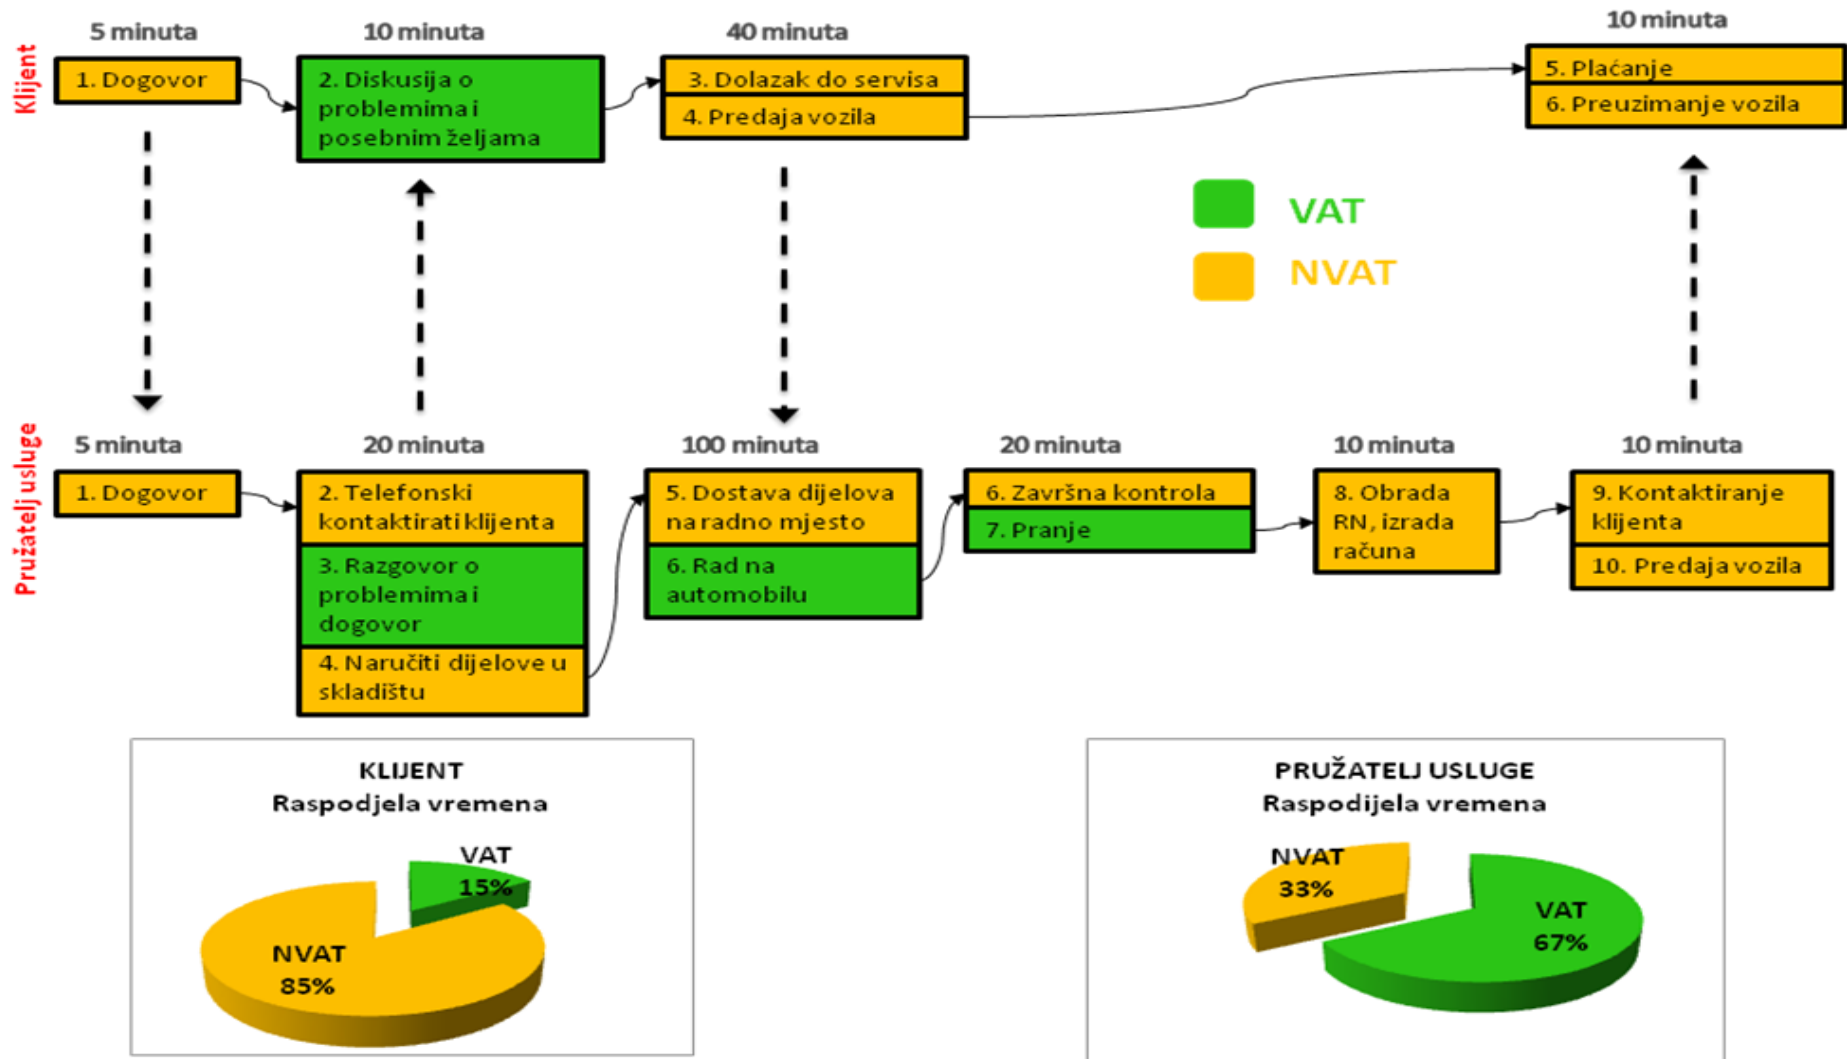 Klijent
5 minuta
1. Dogovor
10 minuta
2. Diskusija o
problemima i
posebnim željama
40 minuta
3. Dolazak do servisa
4. Predaja vozila
10 minuta
5. Plaćanje
6. Preuzimanje vozila
VAT
NVAT
Pružatelj usluge
5 minuta
1. Dogovor
20 minuta
2. Telefonski
kontaktirati klijenta
3. Razgovor o
problemima i
dogovor
4. Naručiti dijelove u
skladištu
100 minuta
5. Dostava dijelova
na radno mjesto
6. Rad na
automobilu
20 minuta
6. Završna kontrola
7. Pranje
10 minuta
8. Obrada
RN, izrada
računa
10 minuta
9. Kontaktiranje
klijenta
10. Predaja vozila
KLIJENT
Raspodjela vremena
VAT
15%
NVAT
85%
PRUŽATELJ USLUGE
Raspodijela vremena
NVAT
33%
VAT
67%